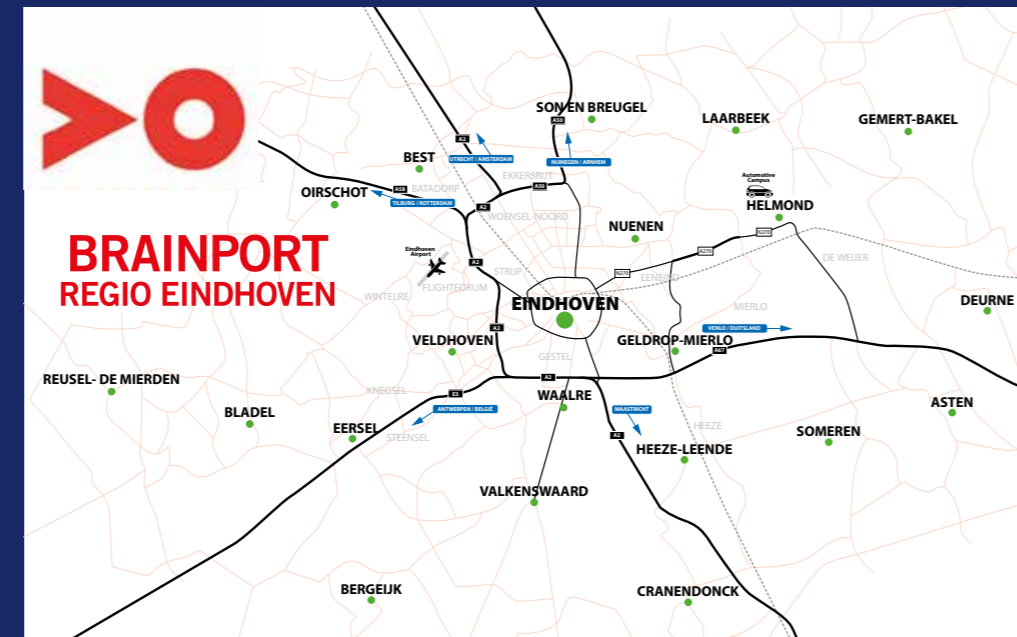 SON EN BREUGEL
LAARBEEK
GEMERT-BAKEL
A50
A2
BEST
UTRECHT / AMSTERDAM
NIJMEGEN / ARNHEM
EKKERSRIJT
Automotive
Campus
OIRSCHOT
A58
BATADORP
A50
TILBURG / ROTTERDAM
A2
WOENSEL-NOORD
HELMOND
NUENEN
N270
BRAINPORT
REGIO EINDHOVEN
Eindhoven
Airport
A270
A2
STRIJP
N270
EENEIND
DE WEIJER
FLIGHTFORUM
WINTELRE
EINDHOVEN
MIERLO
DEURNE
A2
VENLO / DUITSLAND
VELDHOVEN
GELDROP-MIERLO
A67
GESTEL
REUSEL- DE MIERDEN
A2
KNEGSEL
E3
WAALRE
ASTEN
BLADEL
ANTWERPEN / BELGIË
MAASTRICHT
EERSEL
STEENSEL
A2
HEEZE
SOMEREN
HEEZE-LEENDE
VALKENSWAARD
BERGEIJK
CRANENDONCK